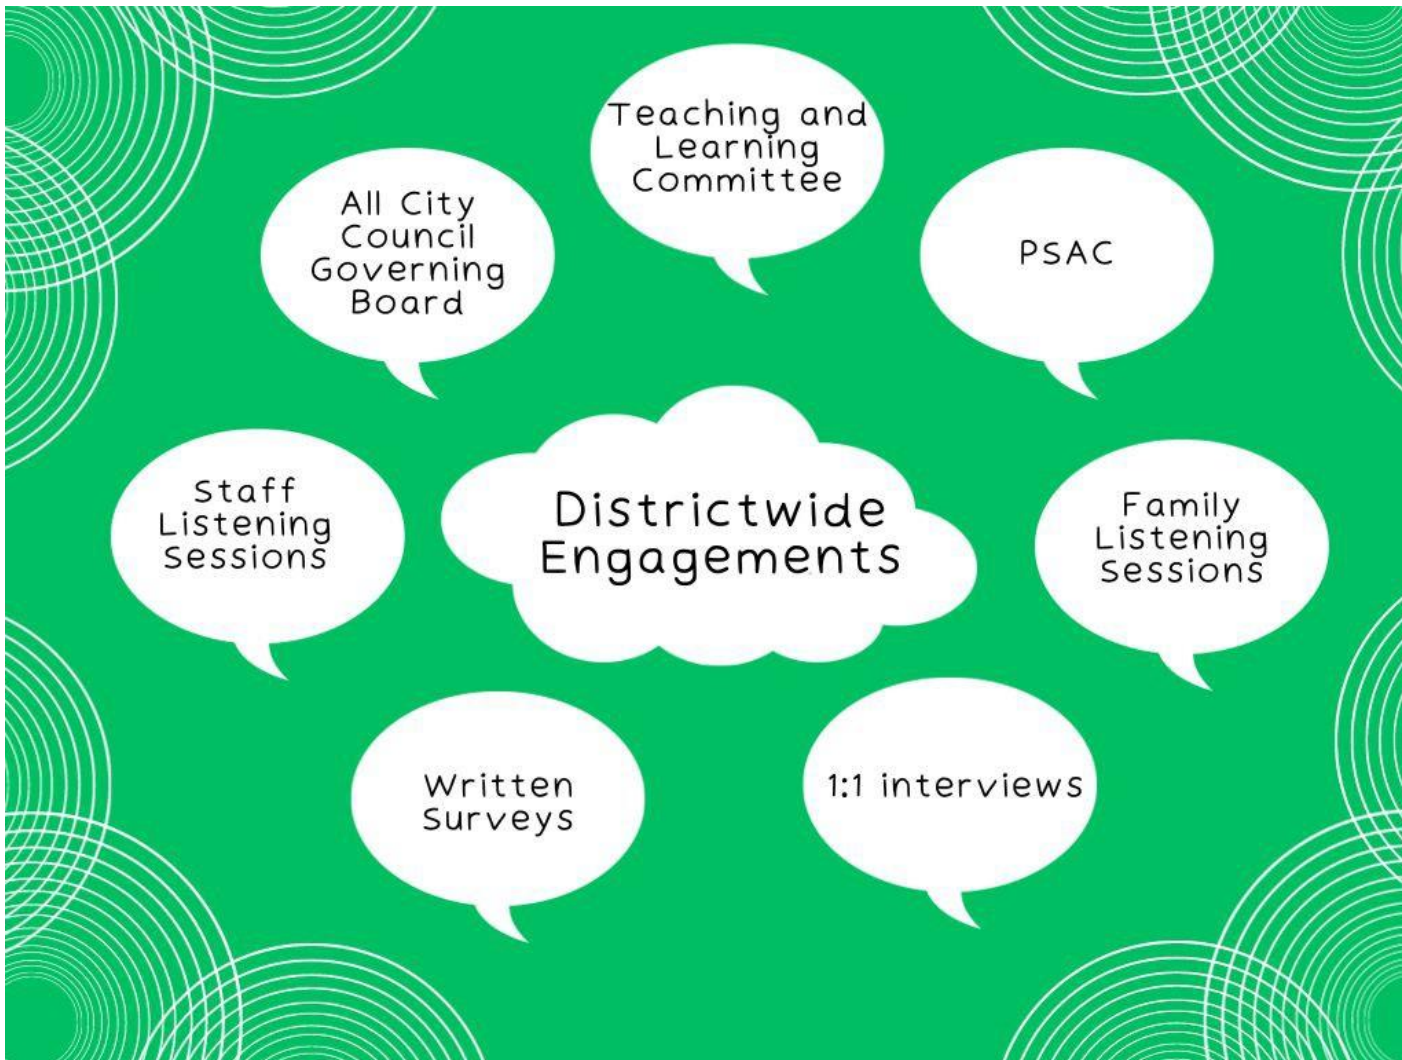 Teaching and
Learning
Committee
All City
Council
Governing
Board
PSAC
Districtwide
Engagements
Staff
Listening
Sessions
Family
Listening
Sessions
Written
Surveys
1:1 interviews